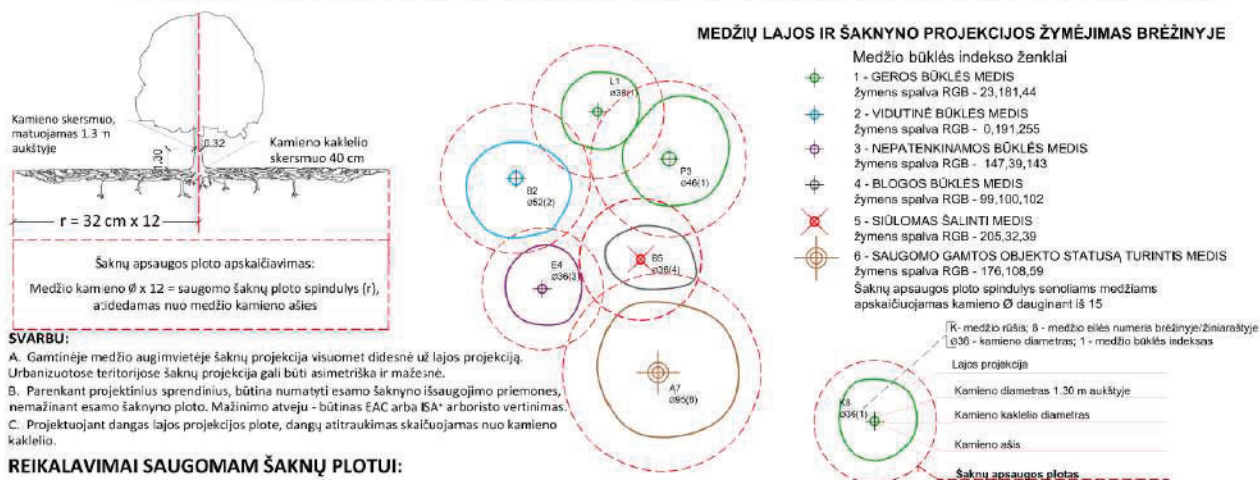 Kamieno skersmuo,
matuojamas 1.3 m
aukštyje
0.32
1.30
Kamieno kaklelio
skersmuo 40 cm
r = 32 cm x 12
Šaknų apsaugos ploto apskaičiavimas:
Medžio kamieno Ø x 12 = saugomo šaknų ploto spindulys (r),
atidedamas nuo medžio kamieno ašies
SVARBU:
A. Gamtinėje medžio augimvietėje šaknų projekcija visuomet didesnė už lajos projekciją.
Urbanizuotose teritorijose šaknų projekcija gali būti asimetriška ir mažesnė.
B. Parenkant projektinius sprendinius, būtina numatyti esamo šaknyno išsaugojimo priemones,
nemažinant esamo šaknyno ploto. Mažinimo atveju - būtinas EAC arba ISA* arboristo vertinimas.
C. Projektuojant dangas lajos projekcijos plote, dangų atitraukimas skaičuojamas nuo kamieno
kaklelio.
REIKALAVIMAI SAUGOMAM ŠAKNŲ PLOTUI:
L1
ø38(1)
P3
ø46(1)
B2
ø52(2)
E4
ø36(3)
B5
ø36(4)
A7
ø95(6)
MEDŽIŲ LAJOS IR ŠAKNYNO PROJEKCIJOS ŽYMĖJIMAS BRĖŽINYJE
Medžio būklės indekso ženklai
1 - GEROS BŪKLĖS MEDIS
žymens spalva RGB - 23,181,44
2 - VIDUTINĖ BŪKLĖS MEDIS
žymens spalva RGB - 0,191,255
3 - NEPATENKINAMOS BŪKLĖS MEDIS
žymens spalva RGB - 147,39,143
4 - BLOGOS BŪKLĖS MEDIS
žymens spalva RGB - 99,100,102
5 - SIŪLOMAS ŠALINTI MEDIS
žymens spalva RGB - 205,32,39
6 - SAUGOMO GAMTOS OBJEKTO STATUSĄ TURINTIS MEDIS
žymens spalva RGB - 176,108,59
Šaknų apsaugos ploto spindulys senoliams medžiams
apskaičiuojamas kamieno Ø dauginant iš 15
K- medžio rūšis; 8 - medžio eilės numeris brėžinyje/žiniaraštyje
ø36 - kamieno diametras; 1 - medžio būklės indeksas
Lajos projekcija
Kamieno diametras 1.30 m aukštyje
Kamieno kaklelio diametras
Kamieno ašis
Šaknų apsaugos plotas
K8
ø36(1)